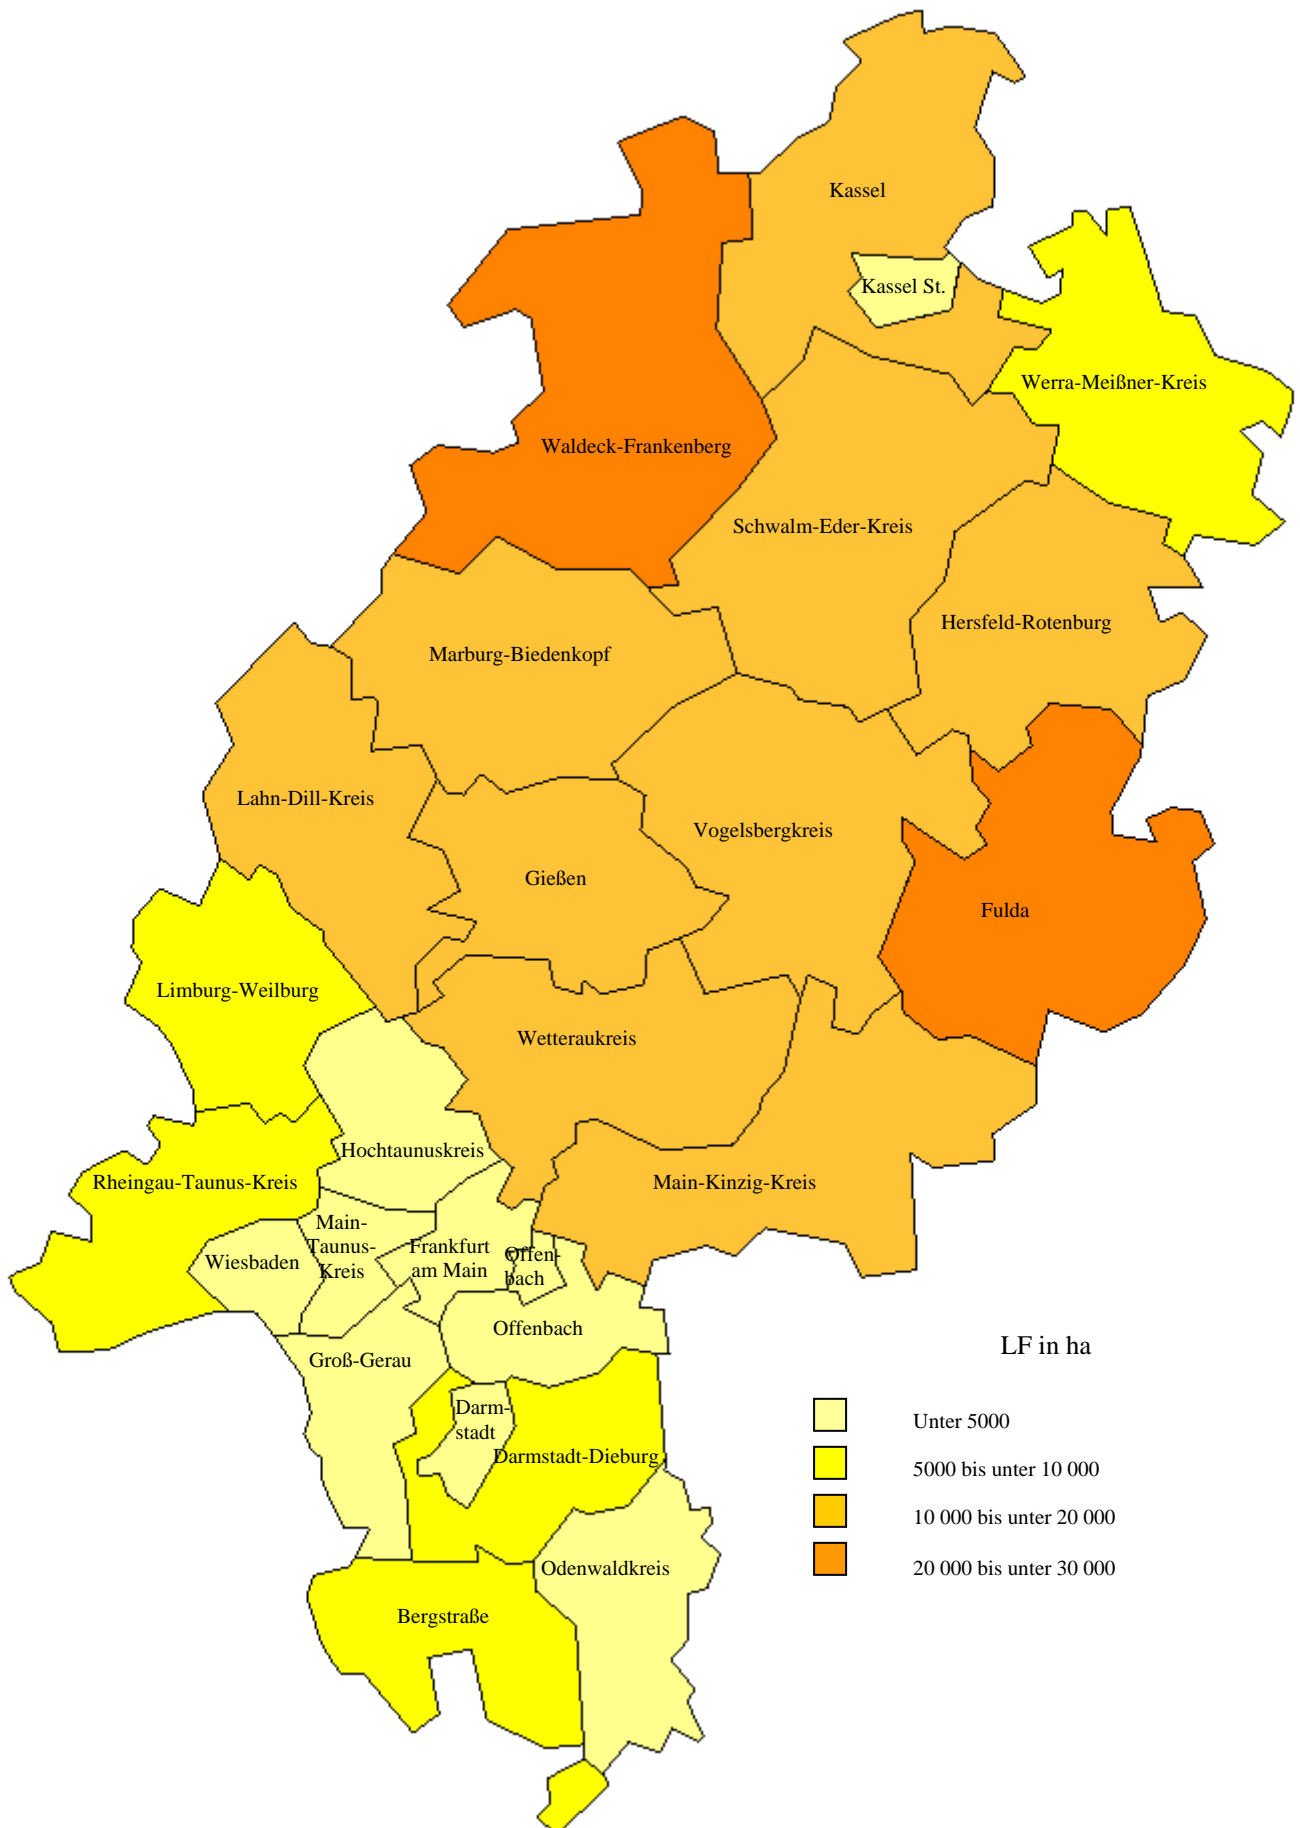 Kassel
Kassel St.
Werra-Meißner-Kreis
Waldeck-Frankenberg
Schwalm-Eder-Kreis
Hersfeld-Rotenburg
Marburg-Biedenkopf
Lahn-Dill-Kreis
Vogelsbergkreis
Gießen
Fulda
Limburg-Weilburg
Wetteraukreis
Hochtaunuskreis
Rheingau-Taunus-Kreis
Main-Kinzig-Kreis
Main-
Taunus-
Kreis
Wiesbaden
Frankfurt
am Main
Offen-
bach
Offenbach
Groß-Gerau
Darm-
stadt
Darmstadt-Dieburg
Odenwaldkreis
Bergstraße
LF in ha
Unter 5000
5000 bis unter 10 000
10 000 bis unter 20 000
20 000 bis unter 30 000